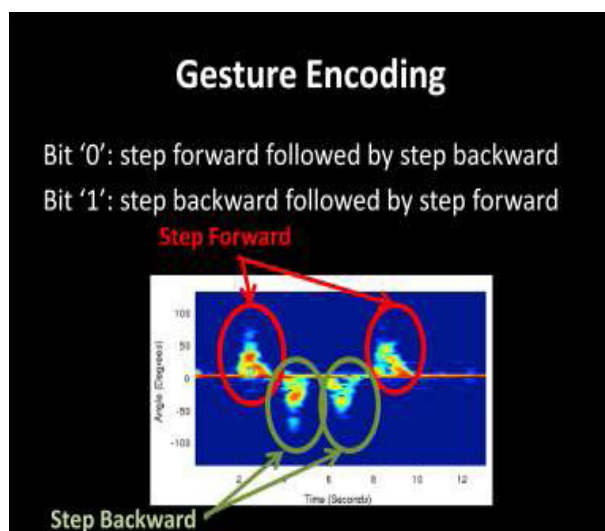 Gesture Encoding
Bit '0': step forward followed by step backward
Bit '1': step backward followed by step forward
Step Forward
100
50
0
-50
-100
Angle (Degrees)
2 4 6 8 10 12
Time (Seconds)
Step Backward